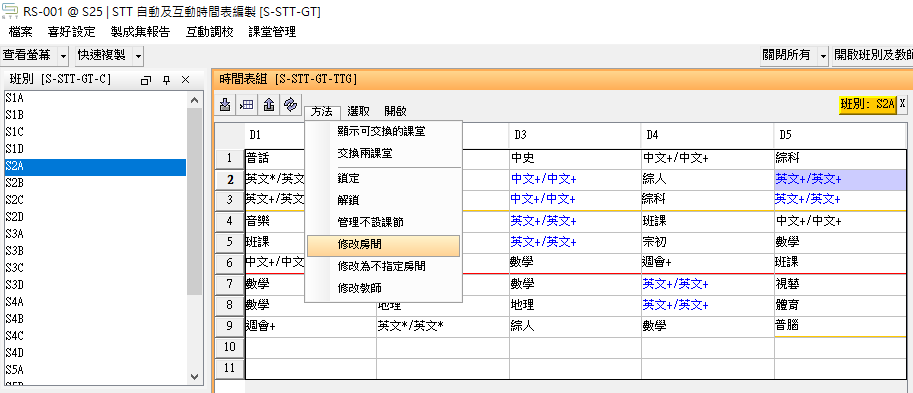 RS-001 @ S25 | STT 自動及互動時間表編製 [S-STT-GT]
檔案 喜好設定 製成集報告 互動調校 課堂管理
查看螢幕 快速複製 關閉所有 開啟班別及教師
班別 [S-STT-GT-C]
S1A
S1B
S1C
S1D
S2A
S2B
S2C
S2D
S3A
S3B
S3C
S3D
S4A
S4B
S4C
S4D
S5A
S5B
時間表組 [S-STT-GT-TTG]
方法 選取 開啟 班別: S2A X
顯示可交換的課堂
交換兩課堂
鎖定
解鎖
管理不設課節
修改房間
修改為不指定房間
修改教師
D1 D3 D4 D5
1 普話 中史 中文+/中文+ 綜科
2 英文*/英文 中文+/中文+ 綜人 英文+/英文+
3 英文+/英文 中文+/中文+ 綜科 英文+/英文+
4 音樂 英文+/英文+ 班課 中文+/中文+
5 班課 英文+/英文+ 宗初 數學
6 中文+/中文 數學 週會+ 班課
7 數學 數學 英文+/英文+ 視藝
8 數學 地理 地理 英文+/英文+ 體育
9 週會+ 英文*/英文* 綜人 數學 普腦
10
11